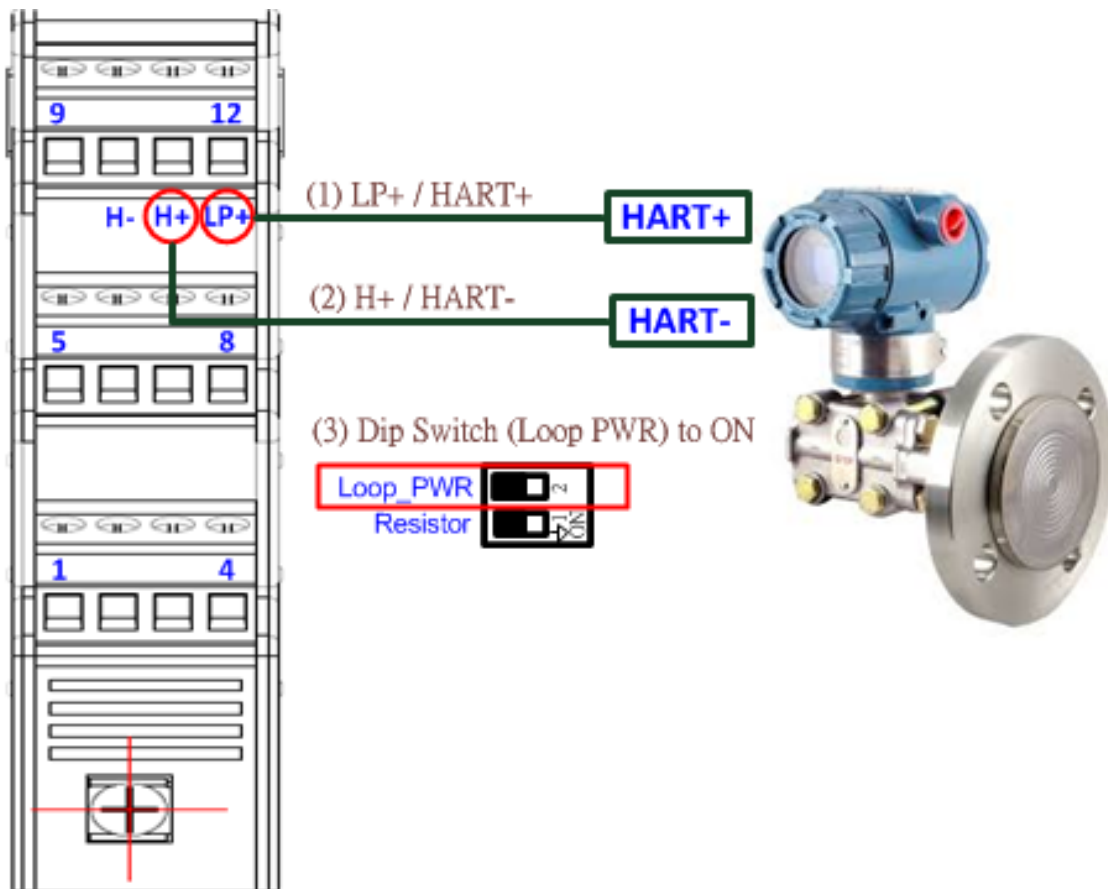 9 12
H- H+ LP+
(1) LP+ / HART+
HART+
(2) H+ / HART-
HART-
5 8
(3) Dip Switch (Loop PWR) to ON
Loop_PWR 2
Resistor 1
ON
1 4